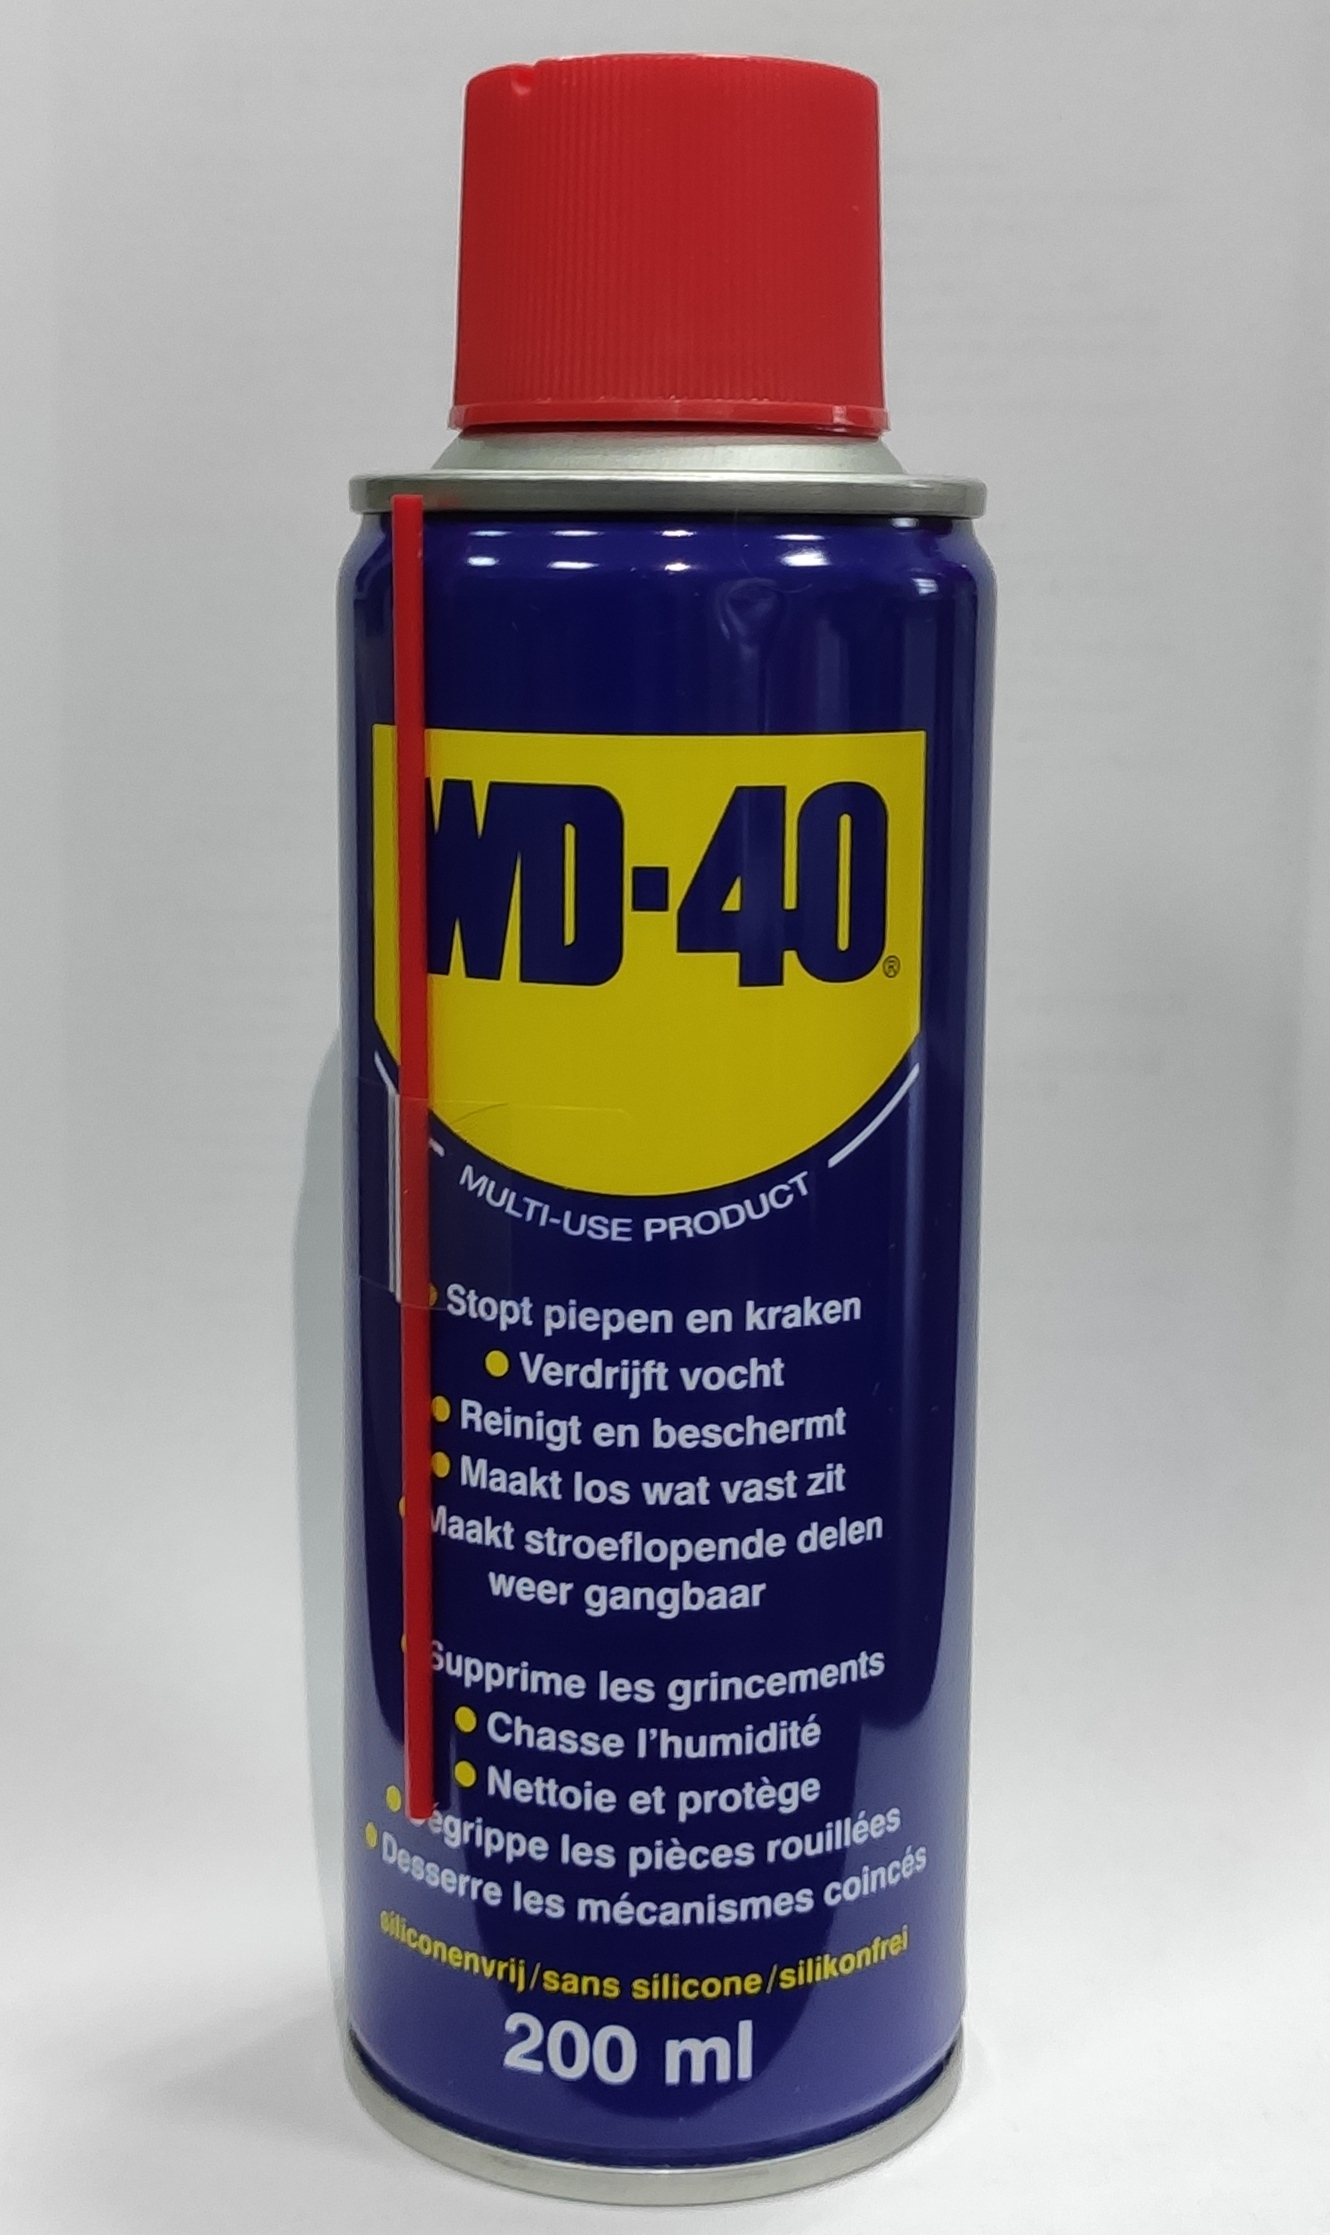 WD-40
®
MULTI-USE PRODUCT
Stopt piepen en kraken
Verdrijft vocht
Reinigt en beschermt
Maakt los wat vast zit
Maakt stroeflopende delen
weer gangbaar
Supprime les grincements
Chasse l'humidité
Nettoie et protège
Dégrippe les pièces rouillées
Desserre les mécanismes coincés
siliconenvrij/sans silicone/silikonfrei
200 ml